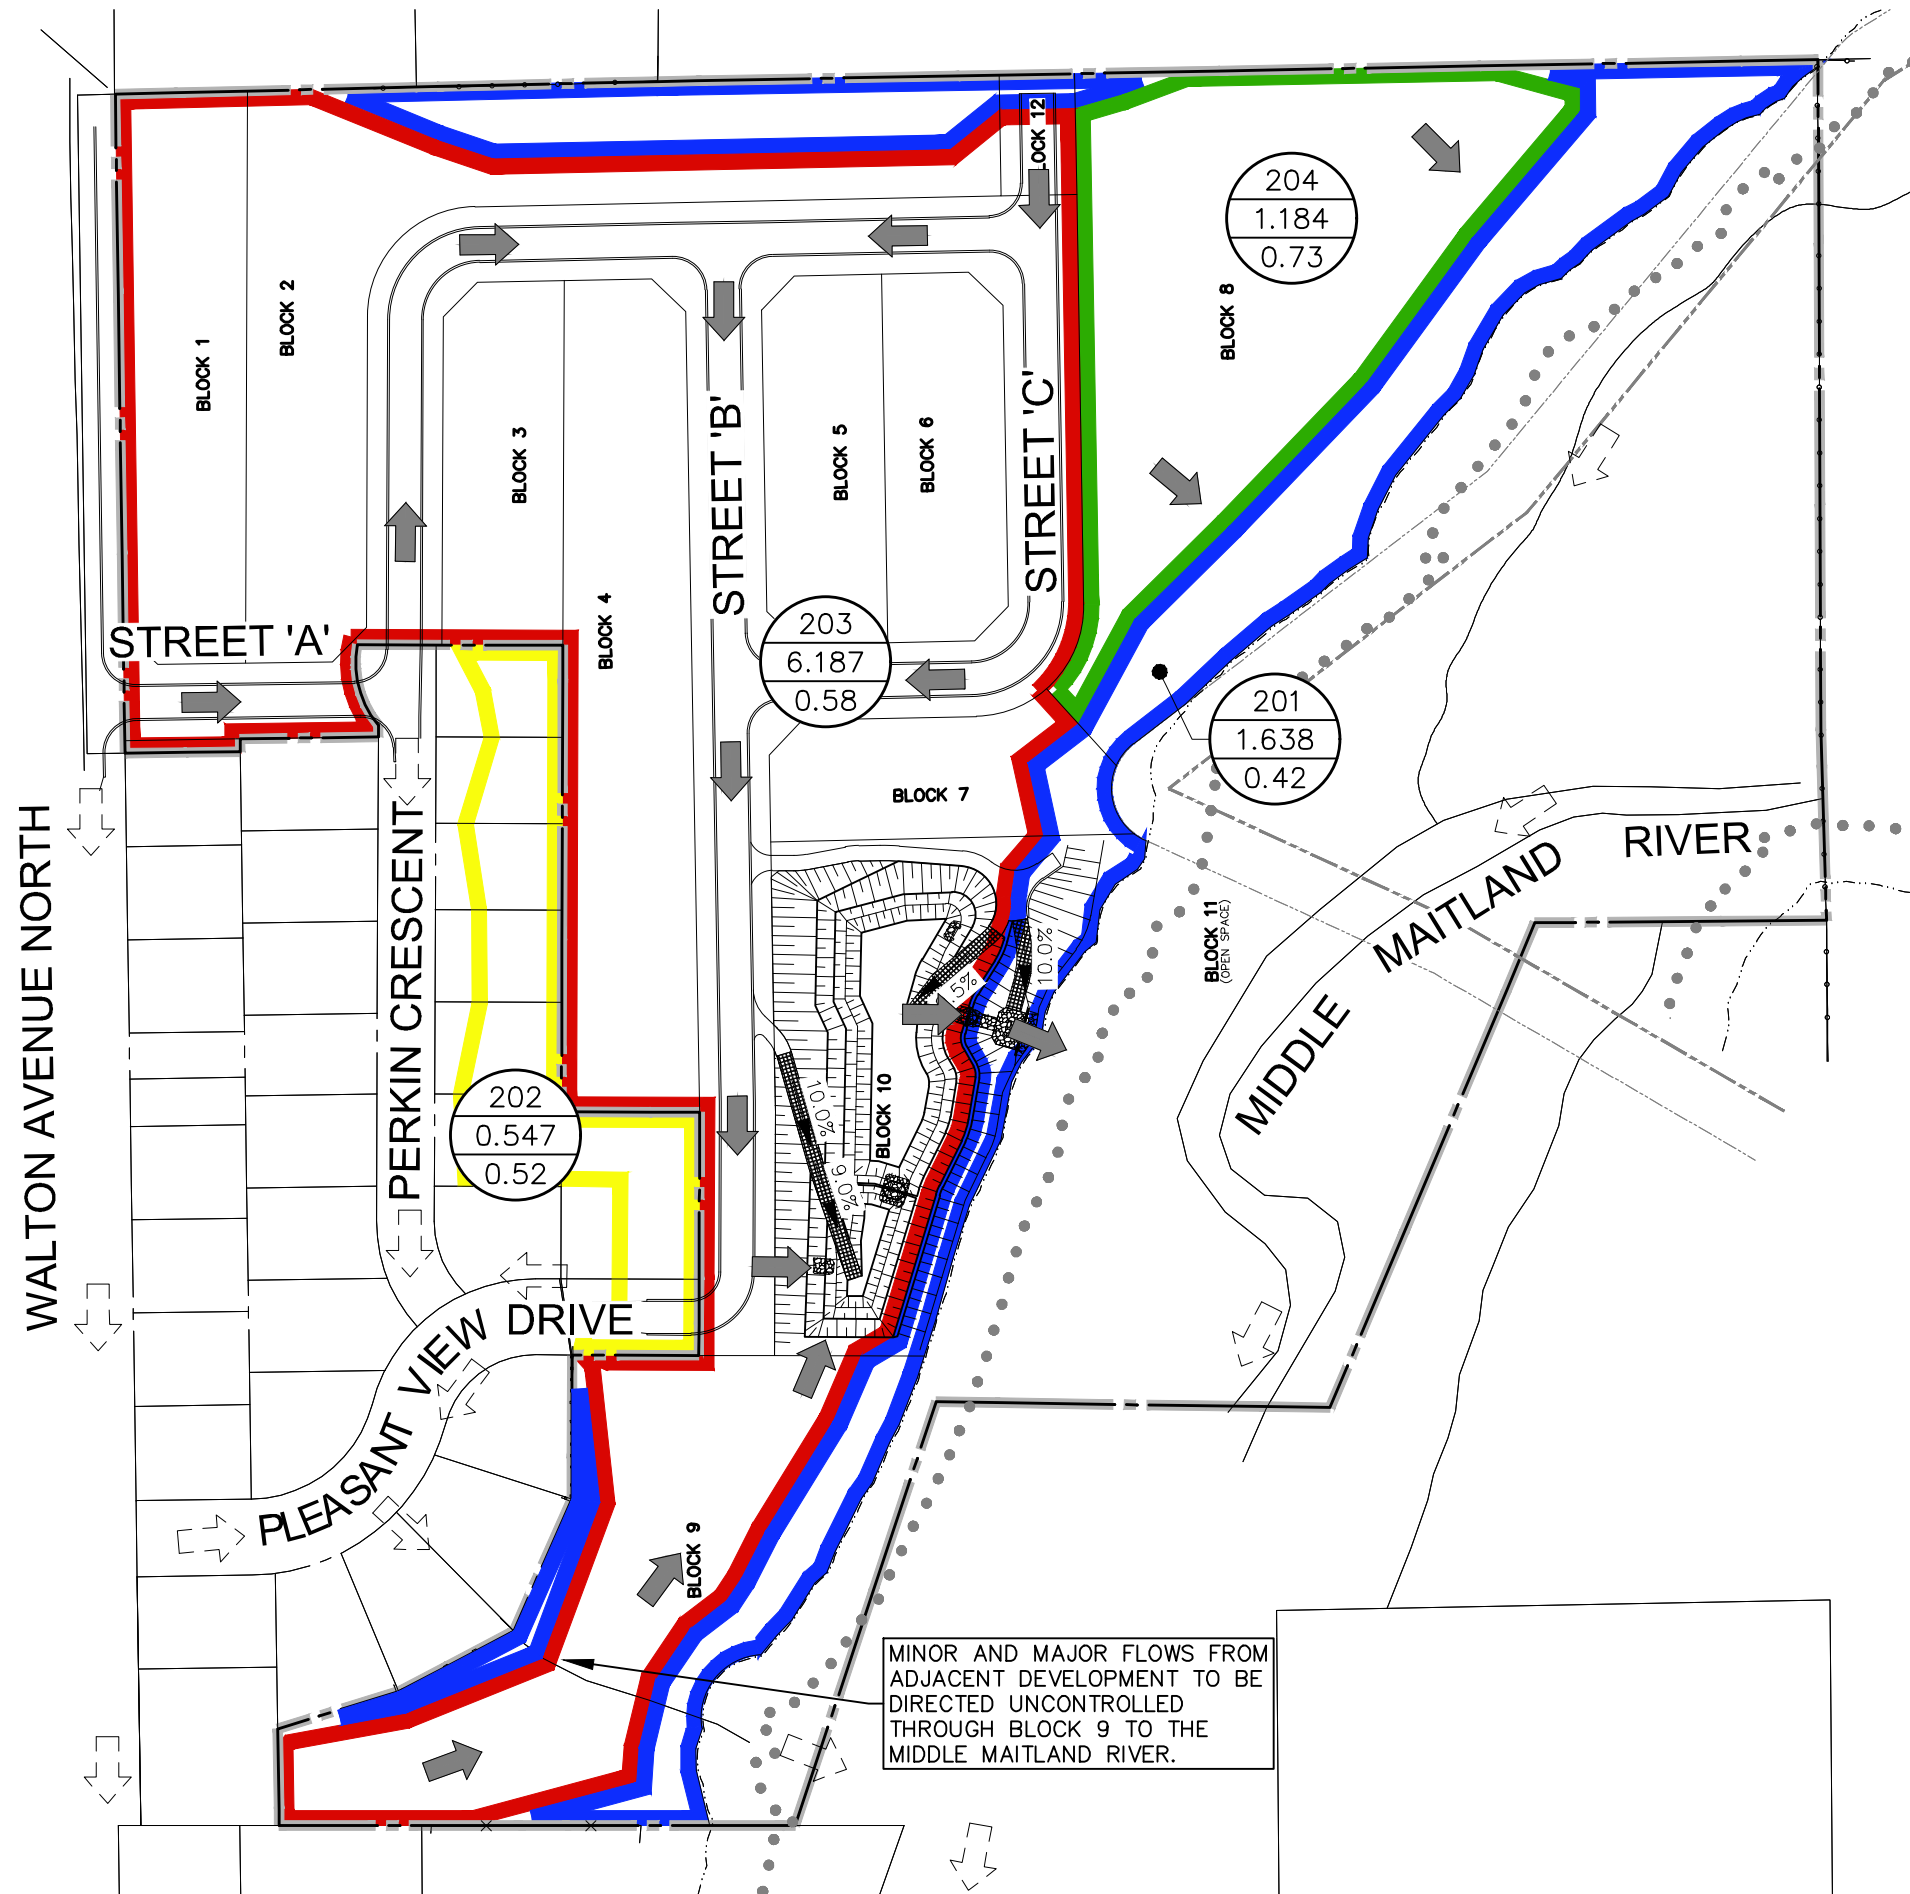 BLOCK 12
204
1.184
0.73
BLOCK 1
BLOCK 2
BLOCK 3
BLOCK 4
STREET 'B'
BLOCK 5
BLOCK 6
STREET 'C'
BLOCK 8
STREET 'A'
203
6.187
0.58
201
1.638
0.42
BLOCK 7
WALTON AVENUE NORTH
PERKIN CRESCENT
MIDDLE MAITLAND RIVER
BLOCK 11
(OPEN SPACE)
10.0%
5%
10.0%
9.0%
BLOCK 10
202
0.547
0.52
PLEASANT VIEW DRIVE
BLOCK 9
MINOR AND MAJOR FLOWS FROM
ADJACENT DEVELOPMENT TO BE
DIRECTED UNCONTROLLED
THROUGH BLOCK 9 TO THE
MIDDLE MAITLAND RIVER.